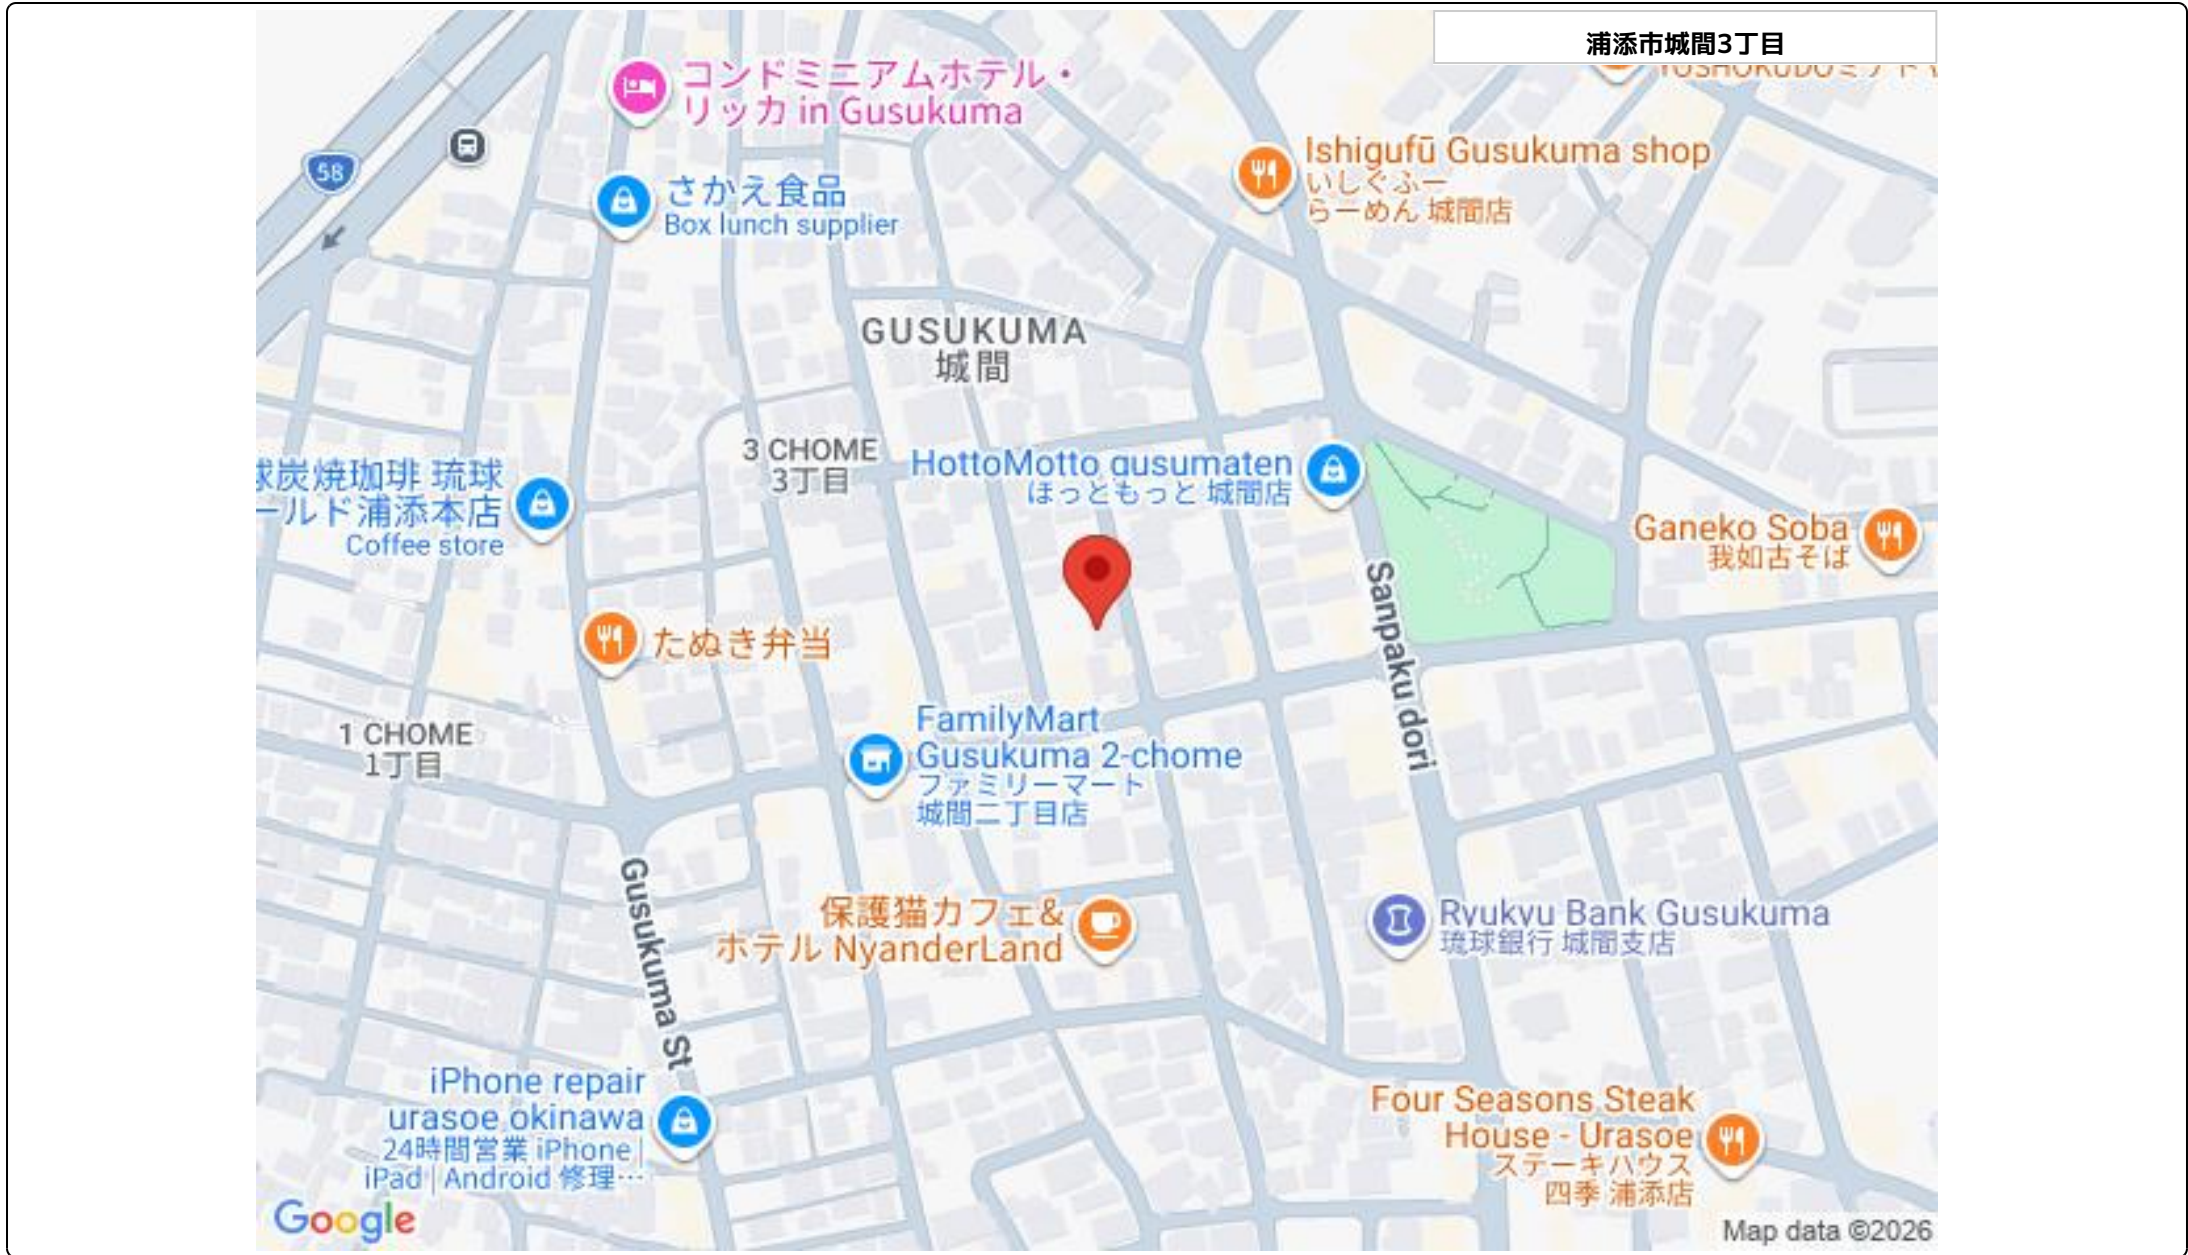 浦添市城間3丁目
コンドミニアムホテル・
リッカ in Gusukuma
58
さかえ食品
Box lunch supplier
Ishigufū Gusukuma shop
いしぐふー
らーめん 城間店
GUSUKUMA
城間
3 CHOME
3丁目
HottoMotto gusumaten
ほっともっと 城間店
球炭焼珈琲 琉球
ールド浦添本店
Coffee store
Ganeko Soba
我如古そば
Sanpaku dori
たぬき弁当
1 CHOME
1丁目
FamilyMart
Gusukuma 2-chome
ファミリーマート
城間二丁目店
Gusukuma St
保護猫カフェ&
ホテル NyanderLand
Ryukyu Bank Gusukuma
琉球銀行 城間支店
iPhone repair
urasoe okinawa
24時間営業 iPhone |
iPad | Android 修理…
Four Seasons Steak
House - Urasoe
ステーキハウス
四季 浦添店
Google
Map data ©2026